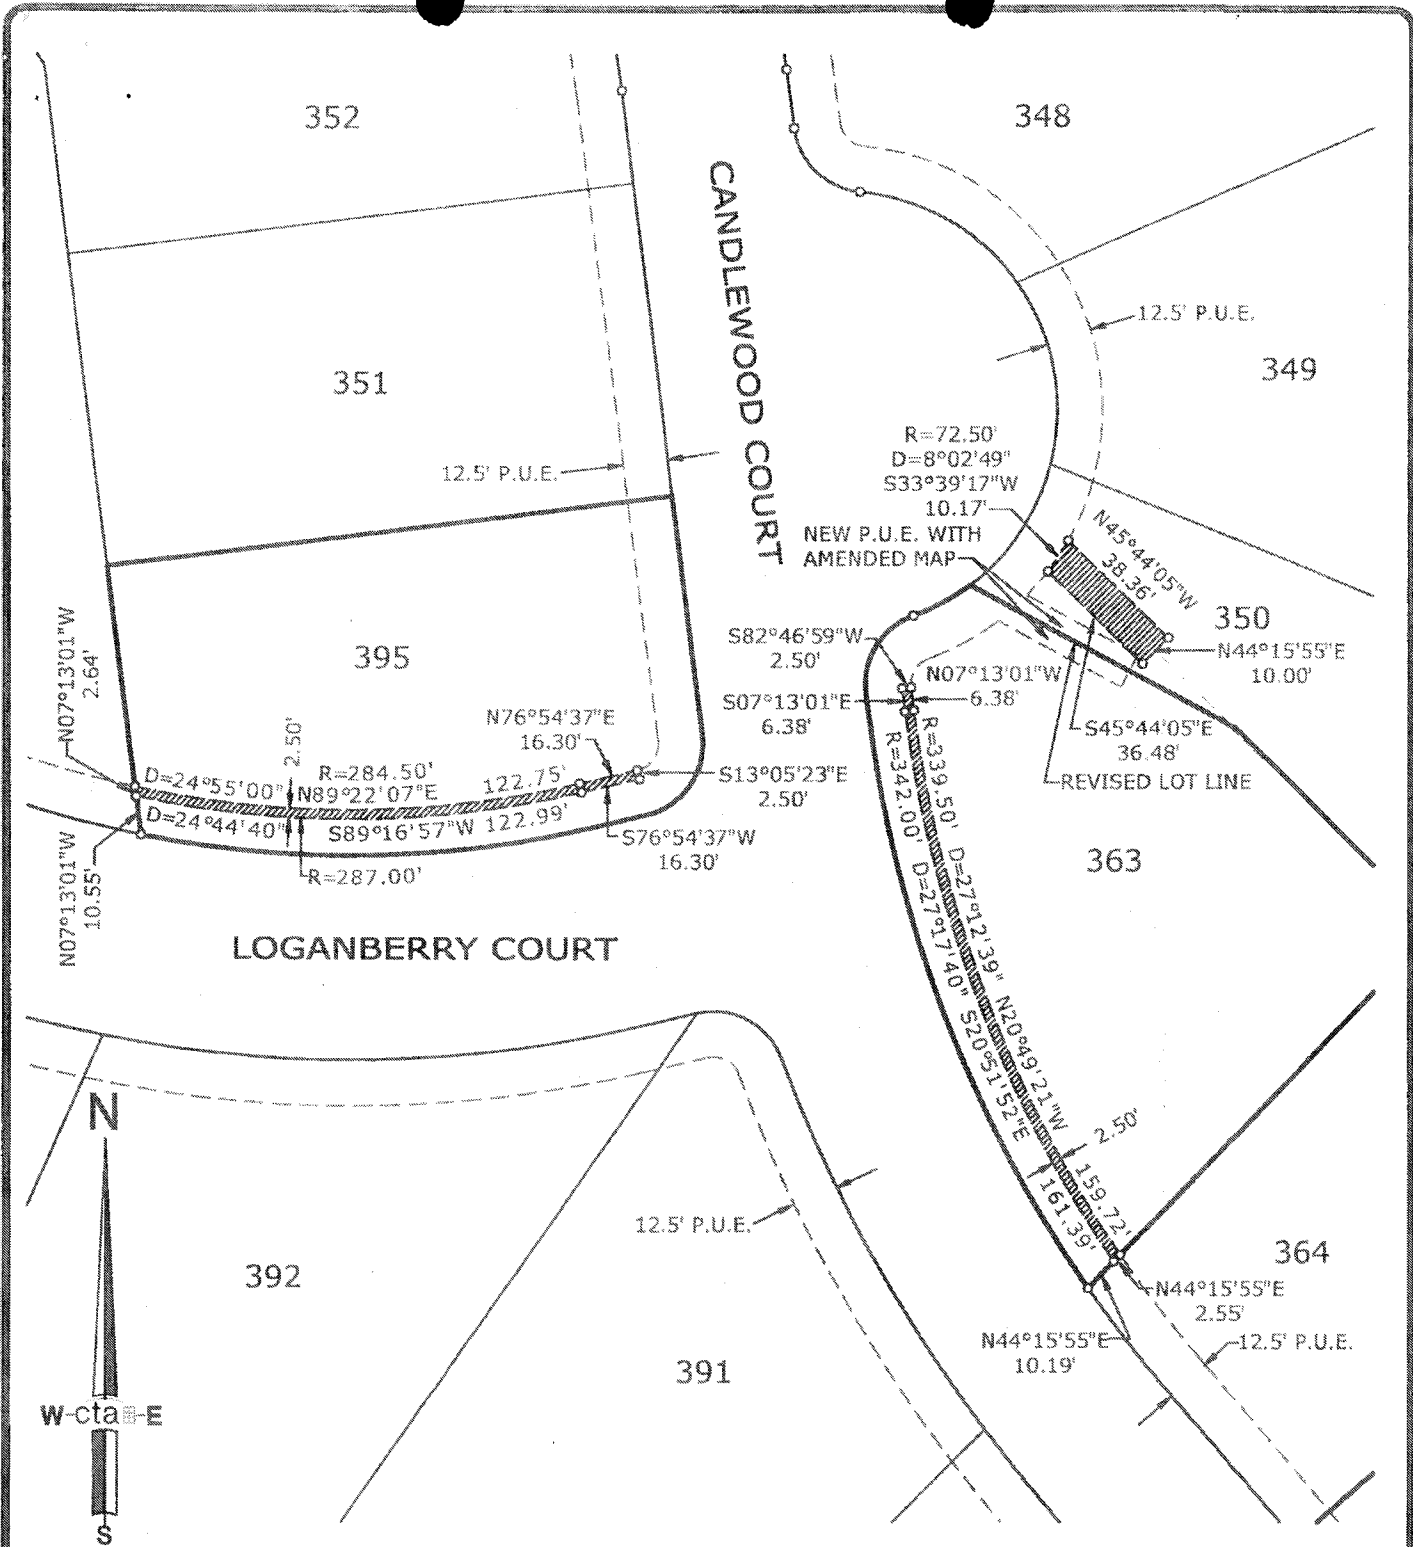 352
348
CANDLEWOOD COURT
12.5' P.U.E.
349
351
R=72.50'
D=8°02'49"
S33°39'17"W
10.17'
12.5' P.U.E.
NEW P.U.E. WITH
AMENDED MAP
N45°44'05"W
38.36'
350
N44°15'55"E
10.00'
N07°13'01"W
2.64'
395
S82°46'59"W
2.50'
N07°13'01"W
6.38'
S07°13'01"E
6.38'
S45°44'05"E
36.48'
REVISED LOT LINE
N76°54'37"E
16.30'
2.50'
D=24°55'00"
R=284.50'
N89°22'07"E
122.75'
S13°05'23"E
2.50'
D=24°44'40"
S89°16'57"W 122.99'
S76°54'37"W
16.30'
R=287.00'
N07°13'01"W
10.55'
R=339.50' D=27°12'39" N20°49'21"W
159.72'
R=342.00' D=27°17'40" S20°51'52"E
161.39'
363
LOGANBERRY COURT
2.50'
N
12.5' P.U.E.
392
364
N44°15'55"E
2.55'
N44°15'55"E
10.19'
12.5' P.U.E.
391
W-cta-E
S